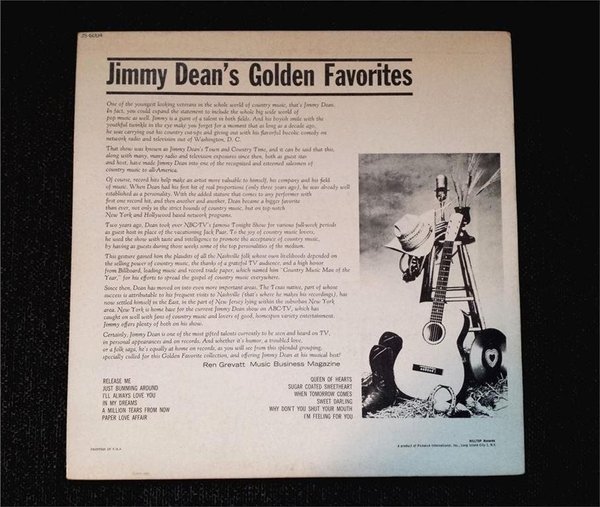 JS-6004
Jimmy Dean's Golden Favorites
One of the youngest looking veterans in the whole world of country music, that's Jimmy Dean.
In fact, you could expand the statement to include the whole big wide world of
pop music as well. Jimmy is a giant of a talent in both fields. And his boyish smile with the
youthful twinkle in the eye make you forget for a moment that as long as a decade ago,
he was carrying out his country cut-ups and giving out with his flavorful bucolic comedy on
network radio and television out of Washington, D. C.
That show was known as Jimmy Dean's Town and Country Time, and it can be said that this,
along with many, many radio and television exposures since then, both as guest star
and host, have made Jimmy Dean into one of the recognized and esteemed salesmen of
country music to all-America.
Of course, record hits help make an artist more valuable to himself, his company and his field
of music. When Dean had his first hit of real proportions (only three years ago), he was already well
established as a personality. With the added stature that comes to any performer with
first one record hit, and then another and another, Dean became a bigger favorite
than ever, not only in the strict bounds of country music, but on top-notch
New York and Hollywood based network programs.
Two years ago, Dean took over NBC-TV's famous Tonight Show for various full-week periods
as guest host in place of the vacationing Jack Paar. To the joy of country music lovers,
he used the show with taste and intelligence to promote the acceptance of country music,
by having as guests during those weeks some of the top personalities of the medium.
This gesture gained him the plaudits of all the Nashville folk whose own livelihoods depended on
the selling power of country music, the thanks of a grateful TV audience, and a high honor
from Billboard, leading music and record trade paper, which named him "Country Music Man of the
Year," for his efforts to spread the gospel of country music everywhere.
Since then, Dean has moved on into even more important areas. The Texas native, part of whose
success is attributable to his frequent visits to Nashville (that's where he makes his recordings), has
now settled himself in the East, in the part of New Jersey lying within the suburban New York
area. New York is home base for the current Jimmy Dean show on ABC-TV, which has
caught on well with fans of country music and lovers of good, homespun variety entertainment.
Jimmy offers plenty of both on his show.
Certainly, Jimmy Dean is one of the most gifted talents currently to be seen and heard on TV,
in personal appearances and on records. And whether it's humor, a troubled love,
or a folk saga, he's equally at home on records, as you will see from this splendid grouping,
specially culled for this Golden Favorite collection, and offering Jimmy Dean at his musical best!
Ren Grevatt Music Business Magazine
RELEASE ME
JUST BUMMING AROUND
I'LL ALWAYS LOVE YOU
IN MY DREAMS
A MILLION TEARS FROM NOW
PAPER LOVE AFFAIR
QUEEN OF HEARTS
SUGAR COATED SWEETHEART
WHEN TOMORROW COMES
SWEET DARLING
WHY DON'T YOU SHUT YOUR MOUTH
I'M FEELING FOR YOU
PRINTED IN U.S.A.
HILLTOP Records
A product of Pickwick International, Inc., Long Island City 1, N.Y.